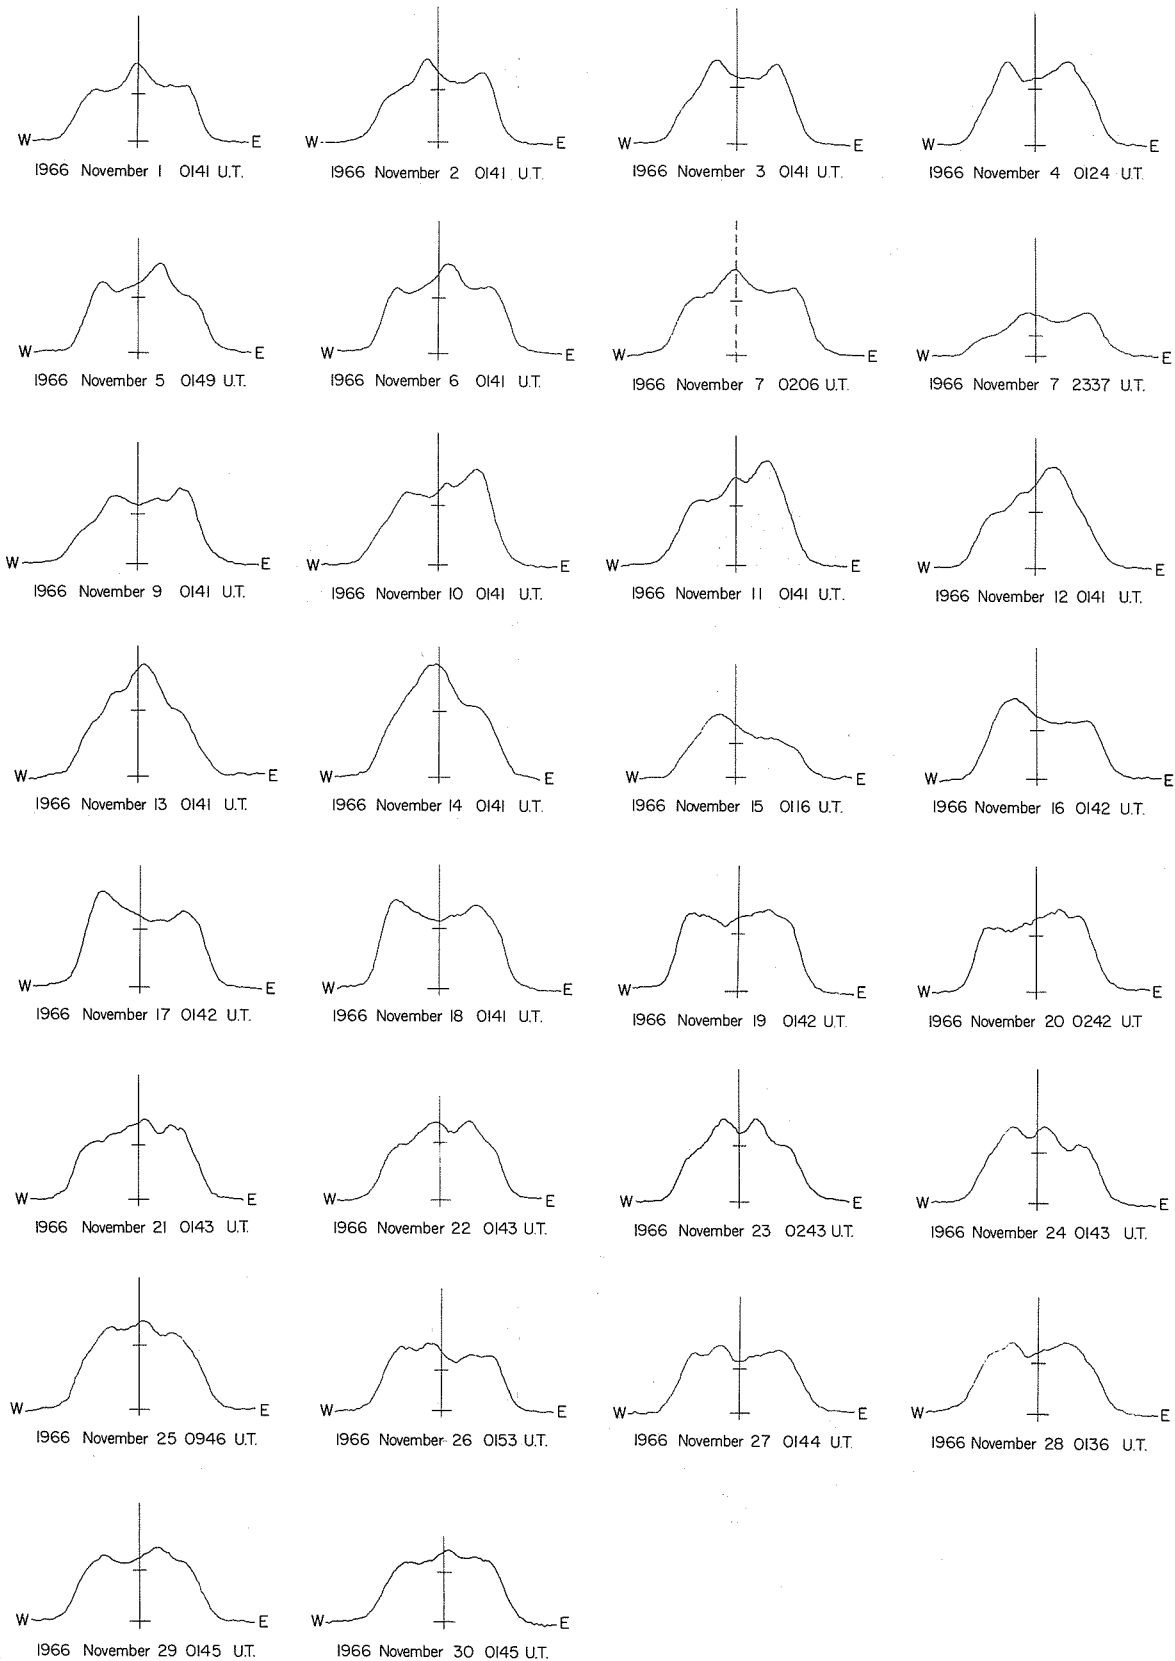 W E W E W E W E
1966 November 1 0141 U.T. 1966 November 2 0141 U.T. 1966 November 3 0141 U.T. 1966 November 4 0124 U.T.
W E W E W E W E
1966 November 5 0149 U.T. 1966 November 6 0141 U.T. 1966 November 7 0206 U.T. 1966 November 7 2337 U.T.
W E W E W E W E
1966 November 9 0141 U.T. 1966 November 10 0141 U.T. 1966 November 11 0141 U.T. 1966 November 12 0141 U.T.
W E W E W E W E
1966 November 13 0141 U.T. 1966 November 14 0141 U.T. 1966 November 15 0116 U.T. 1966 November 16 0142 U.T.
W E W E W E W E
1966 November 17 0142 U.T. 1966 November 18 0141 U.T. 1966 November 19 0142 U.T. 1966 November 20 0242 U.T
W E W E W E W E
1966 November 21 0143 U.T. 1966 November 22 0143 U.T. 1966 November 23 0243 U.T. 1966 November 24 0143 U.T.
W E W E W E W E
1966 November 25 0946 U.T. 1966 November 26 0153 U.T. 1966 November 27 0144 U.T. 1966 November 28 0136 U.T.
W E W E
1966 November 29 0145 U.T. 1966 November 30 0145 U.T.